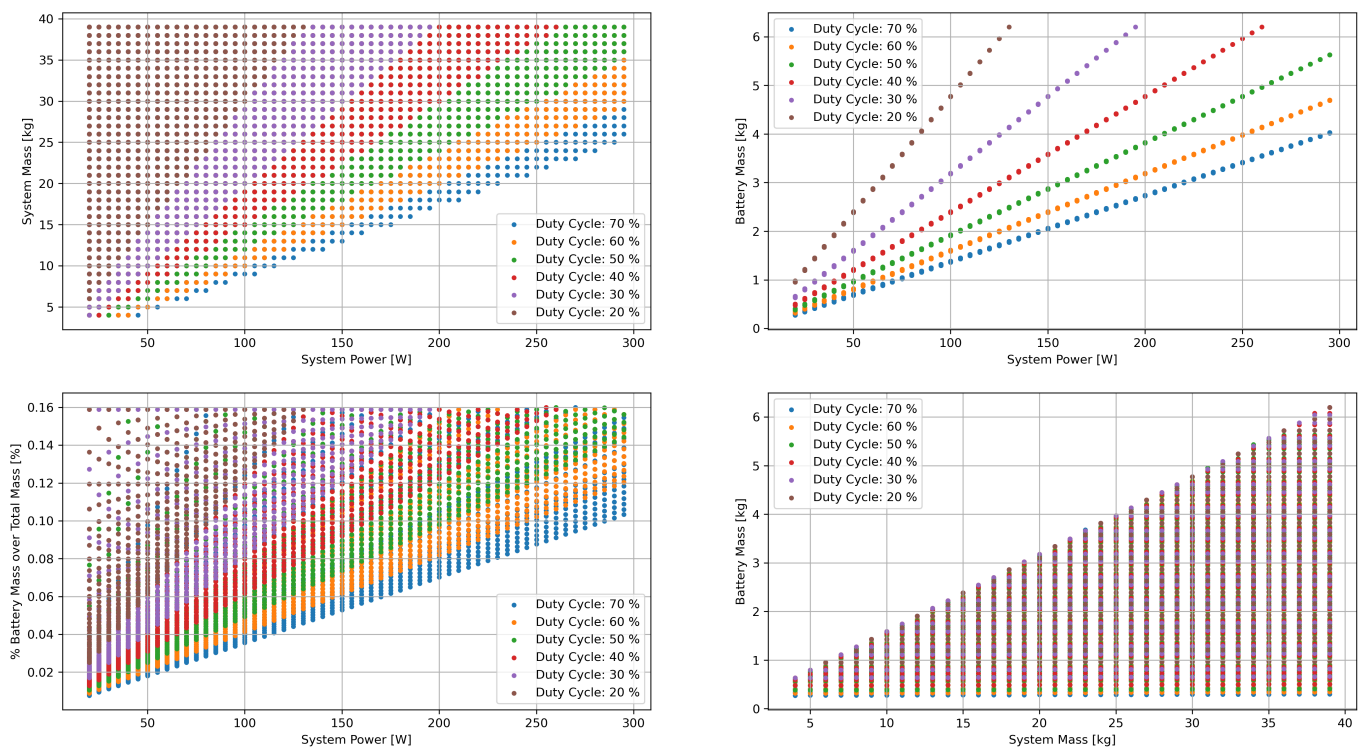 40
35
30
25
20
15
10
5
System Mass [kg]
Duty Cycle: 70 %
Duty Cycle: 60 %
Duty Cycle: 50 %
Duty Cycle: 40 %
Duty Cycle: 30 %
Duty Cycle: 20 %
50 100 150 200 250 300
System Power [W]
6
5
4
3
2
1
0
Battery Mass [kg]
Duty Cycle: 70 %
Duty Cycle: 60 %
Duty Cycle: 50 %
Duty Cycle: 40 %
Duty Cycle: 30 %
Duty Cycle: 20 %
50 100 150 200 250 300
System Power [W]
0.16
0.14
0.12
0.10
0.08
0.06
0.04
0.02
% Battery Mass over Total Mass [%]
Duty Cycle: 70 %
Duty Cycle: 60 %
Duty Cycle: 50 %
Duty Cycle: 40 %
Duty Cycle: 30 %
Duty Cycle: 20 %
50 100 150 200 250 300
System Power [W]
6
5
4
3
2
1
0
Battery Mass [kg]
Duty Cycle: 70 %
Duty Cycle: 60 %
Duty Cycle: 50 %
Duty Cycle: 40 %
Duty Cycle: 30 %
Duty Cycle: 20 %
5 10 15 20 25 30 35 40
System Mass [kg]